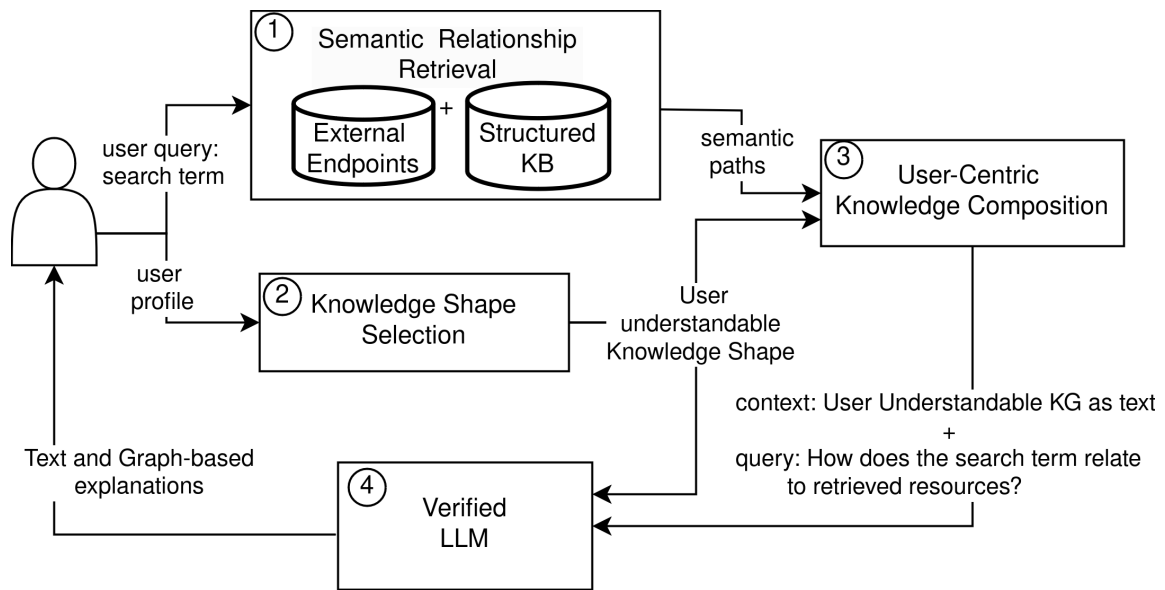 1
Semantic Relationship
Retrieval
External
Endpoints
+
Structured
KB
user query:
search term
semantic
paths
3
User-Centric
Knowledge Composition
user
profile
2
Knowledge Shape
Selection
User
understandable
Knowledge Shape
context: User Understandable KG as text
+
query: How does the search term relate
to retrieved resources?
Text and Graph-based
explanations
4
Verified
LLM